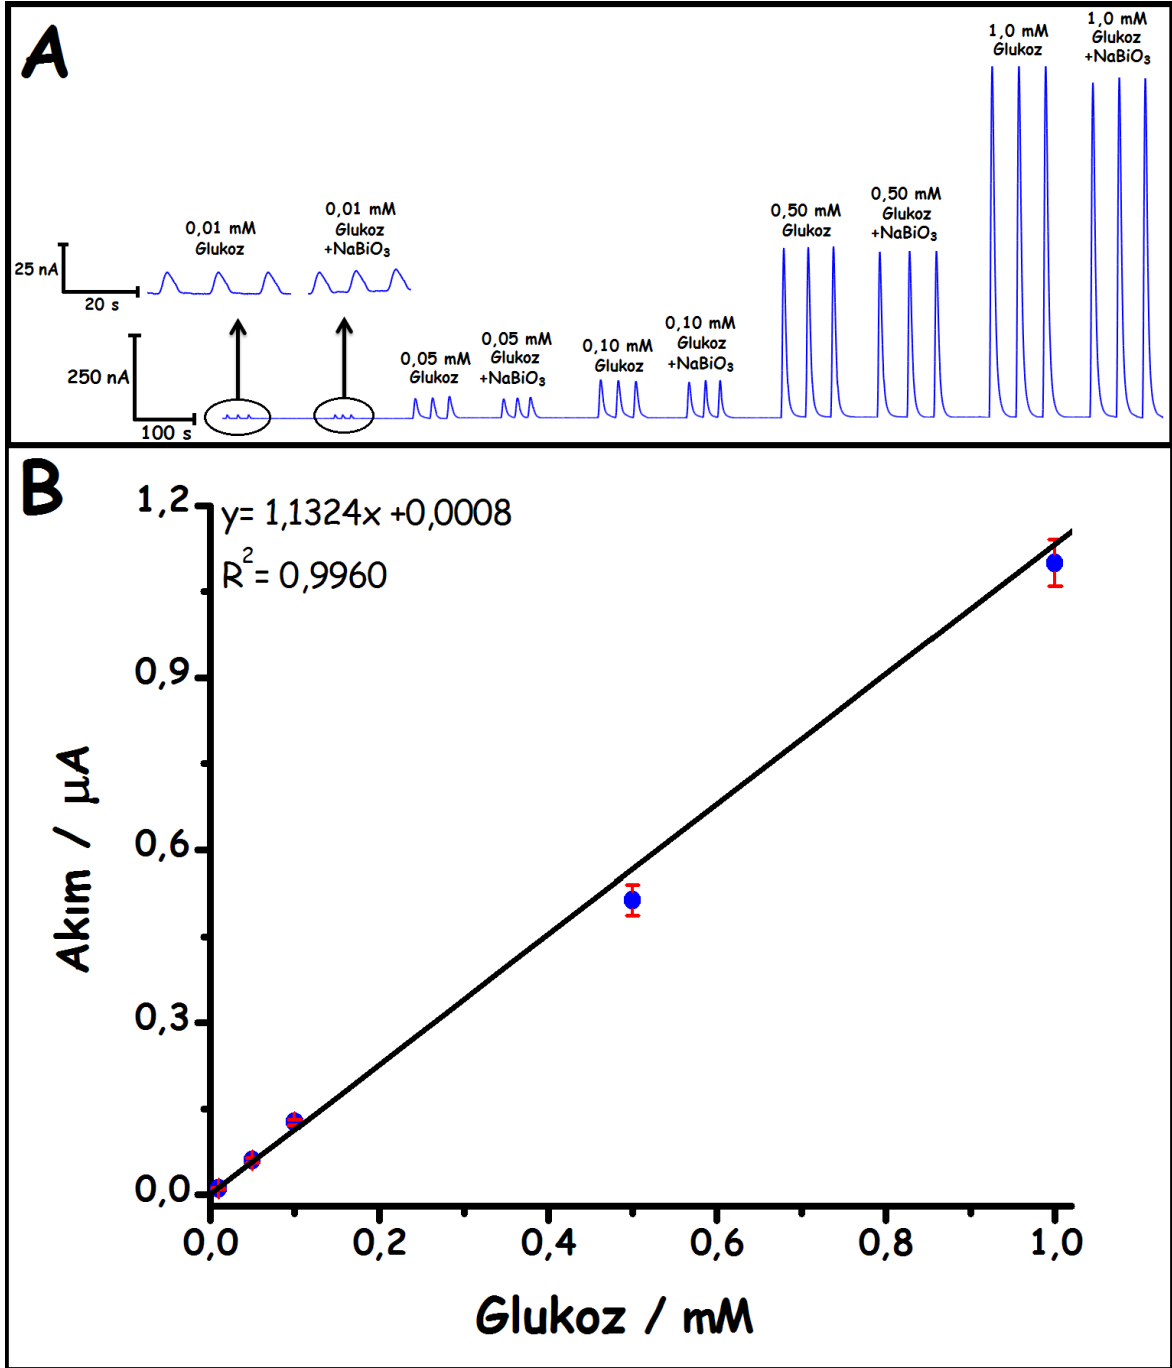 A
1,0 mM
Glukoz
1,0 mM
Glukoz
+NaBiO₃
0,01 mM
Glukoz
0,01 mM
Glukoz
+NaBiO₃
0,50 mM
Glukoz
0,50 mM
Glukoz
+NaBiO₃
25 nA
20 s
0,05 mM
Glukoz
0,05 mM
Glukoz
+NaBiO₃
0,10 mM
Glukoz
0,10 mM
Glukoz
+NaBiO₃
250 nA
100 s
B
y= 1,1324x +0,0008
R²= 0,9960
1,2
0,9
0,6
0,3
0,0
Akım / µA
0,0 0,2 0,4 0,6 0,8 1,0
Glukoz / mM